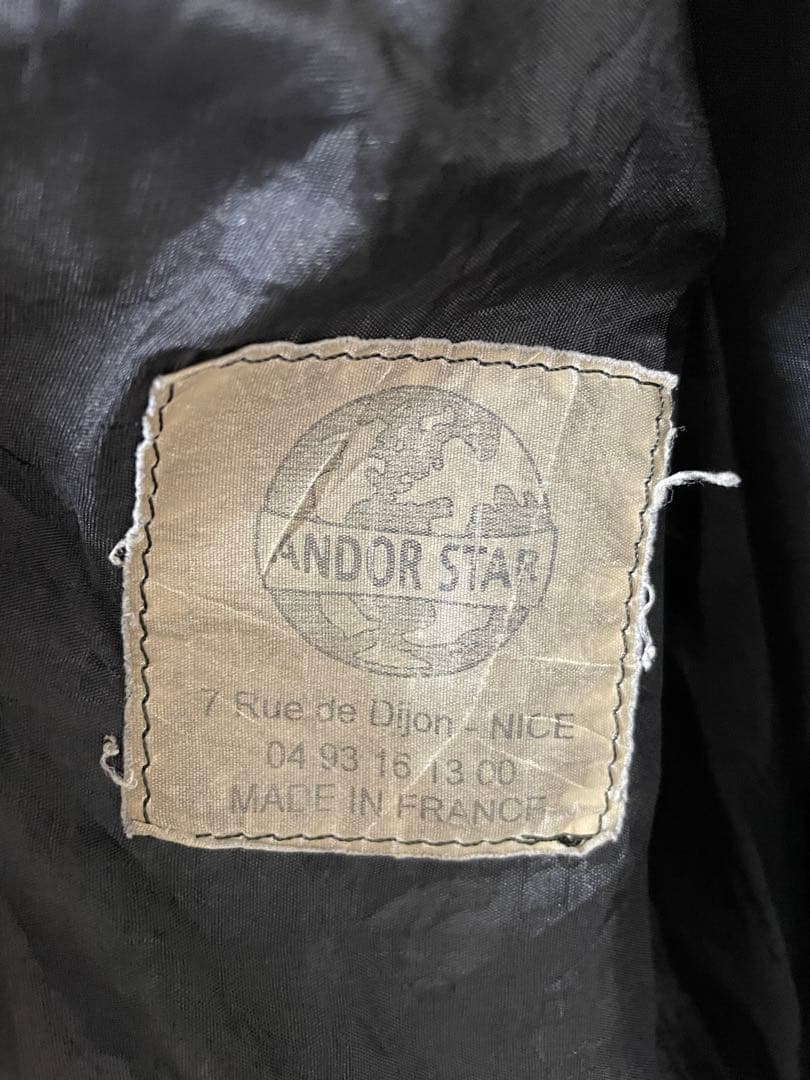 ANDOR STAR
7 Rue de Dijon - NICE
04 93 16 13 00
MADE IN FRANCE